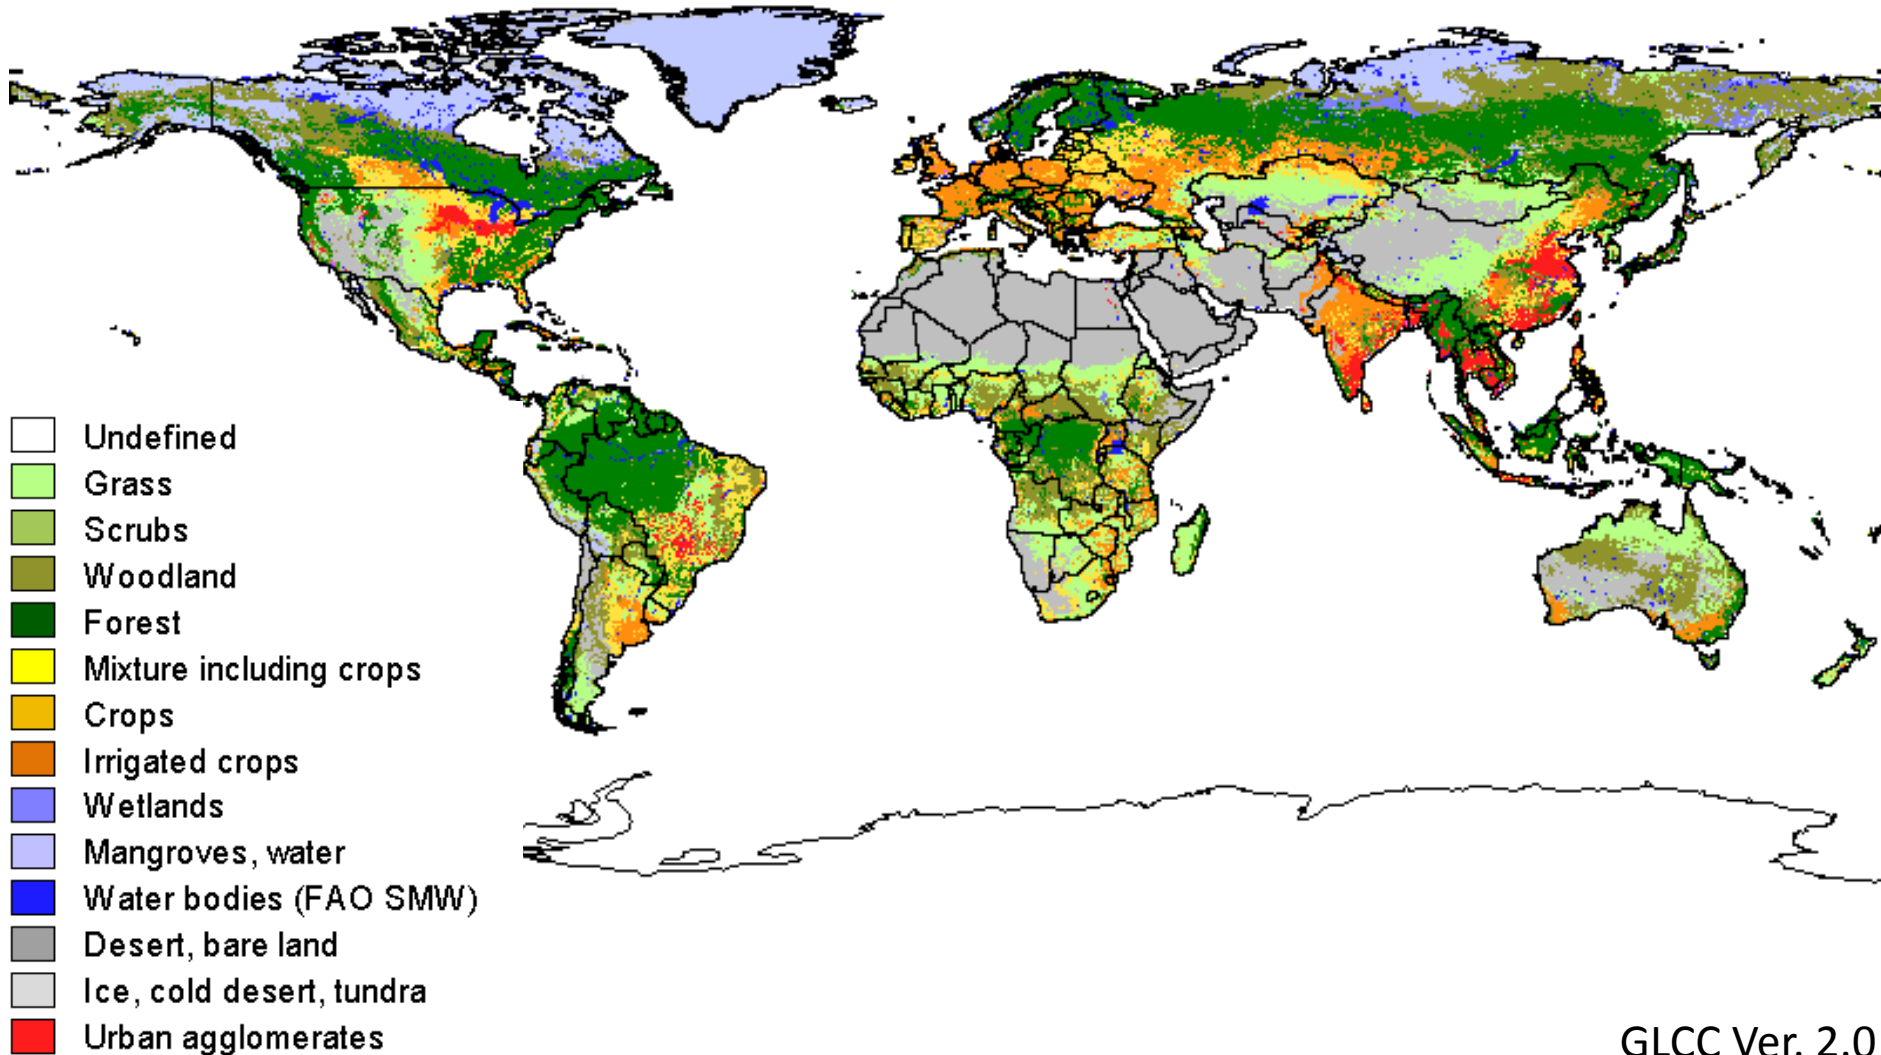 Undefined
Grass
Scrubs
Woodland
Forest
Mixture including crops
Crops
Irrigated crops
Wetlands
Mangroves, water
Water bodies (FAO SMW)
Desert, bare land
Ice, cold desert, tundra
Urban agglomerates
GLCC Ver. 2.0